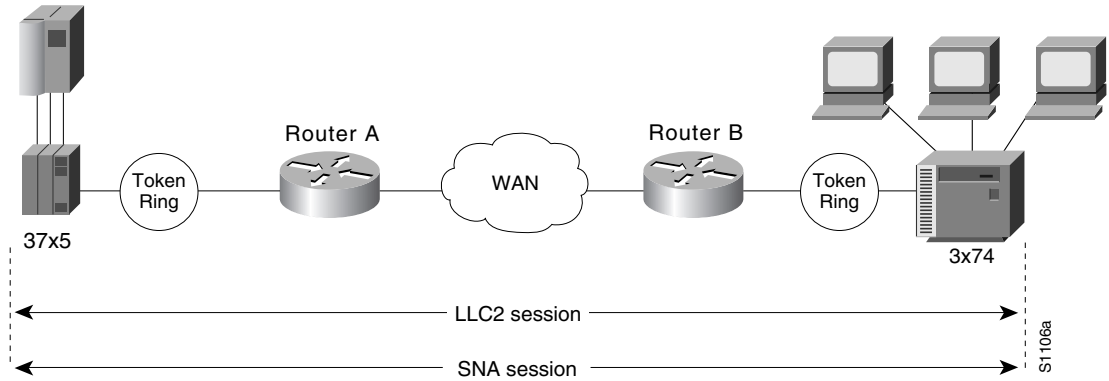 Router A
Router B
Token
Ring
WAN
Token
Ring
37x5
3x74
LLC2 session
SNA session
S1106a